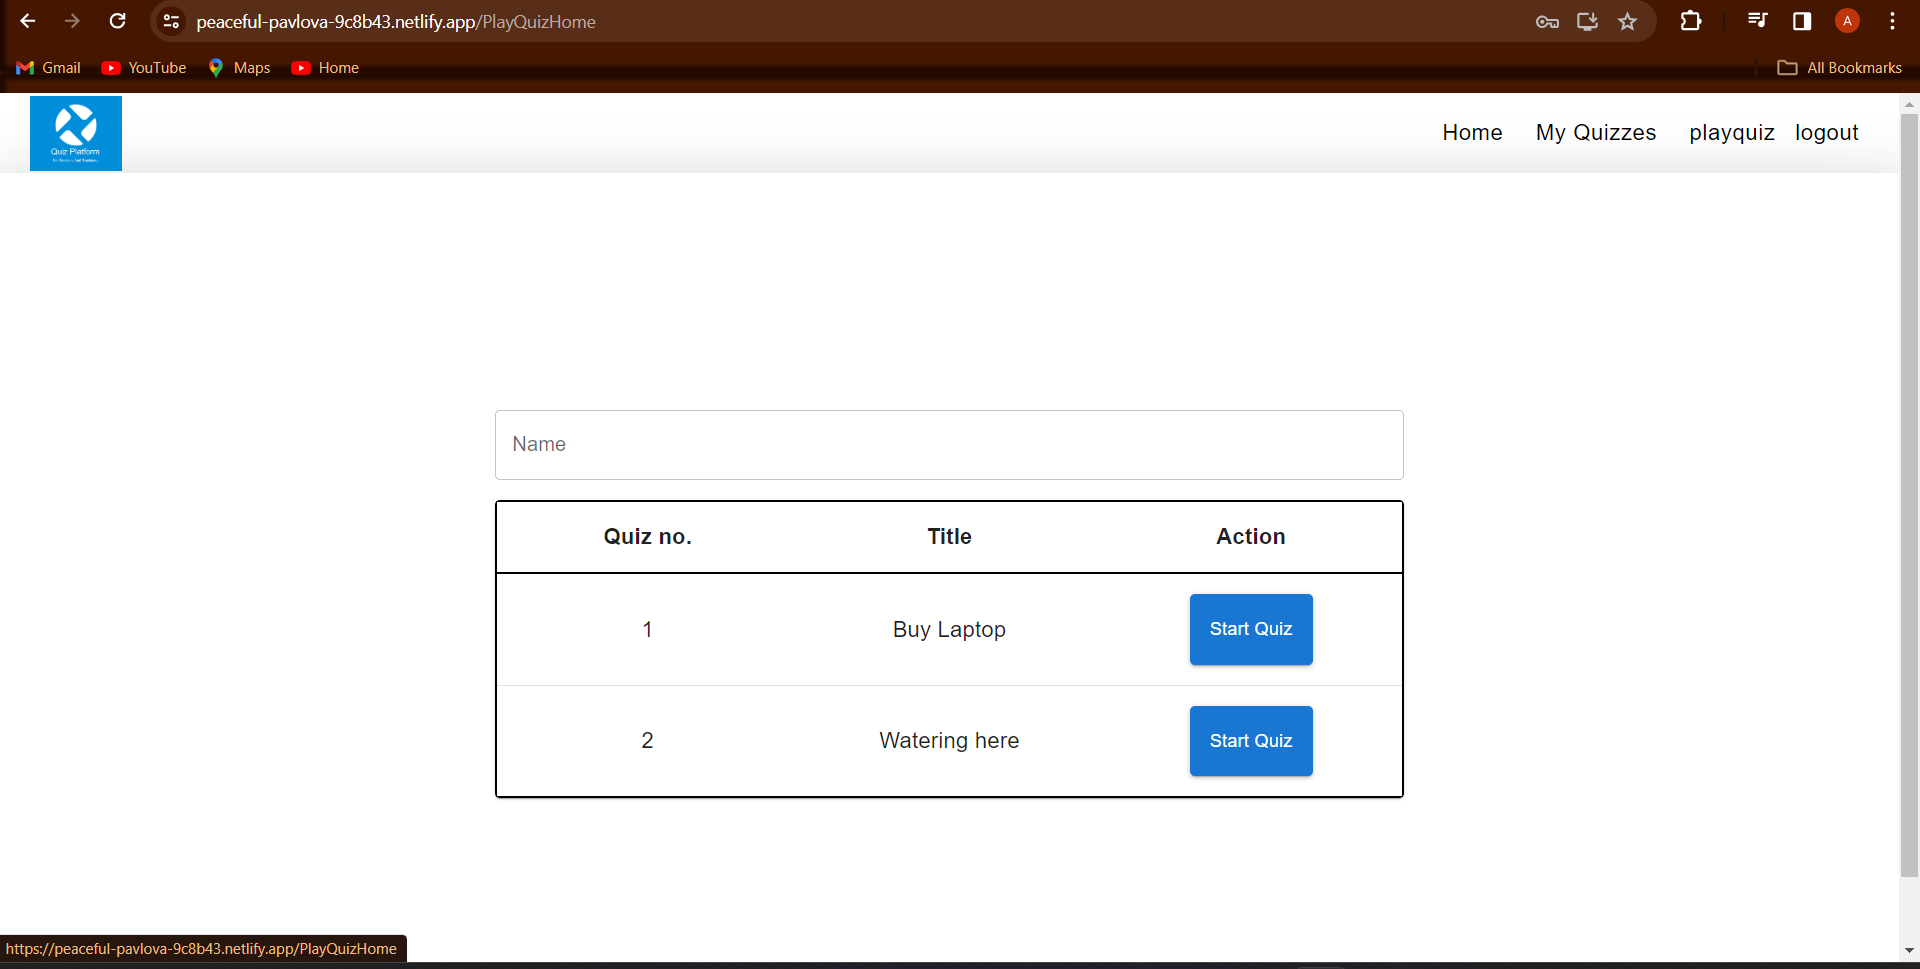 peaceful-pavlova-9c8b43.netlify.app/PlayQuizHome
A
Gmail YouTube Maps Home All Bookmarks
Quiz Platform
Home My Quizzes playquiz logout
Name
Quiz no. Title Action
1 Buy Laptop Start Quiz
2 Watering here Start Quiz
https://peaceful-pavlova-9c8b43.netlify.app/PlayQuizHome